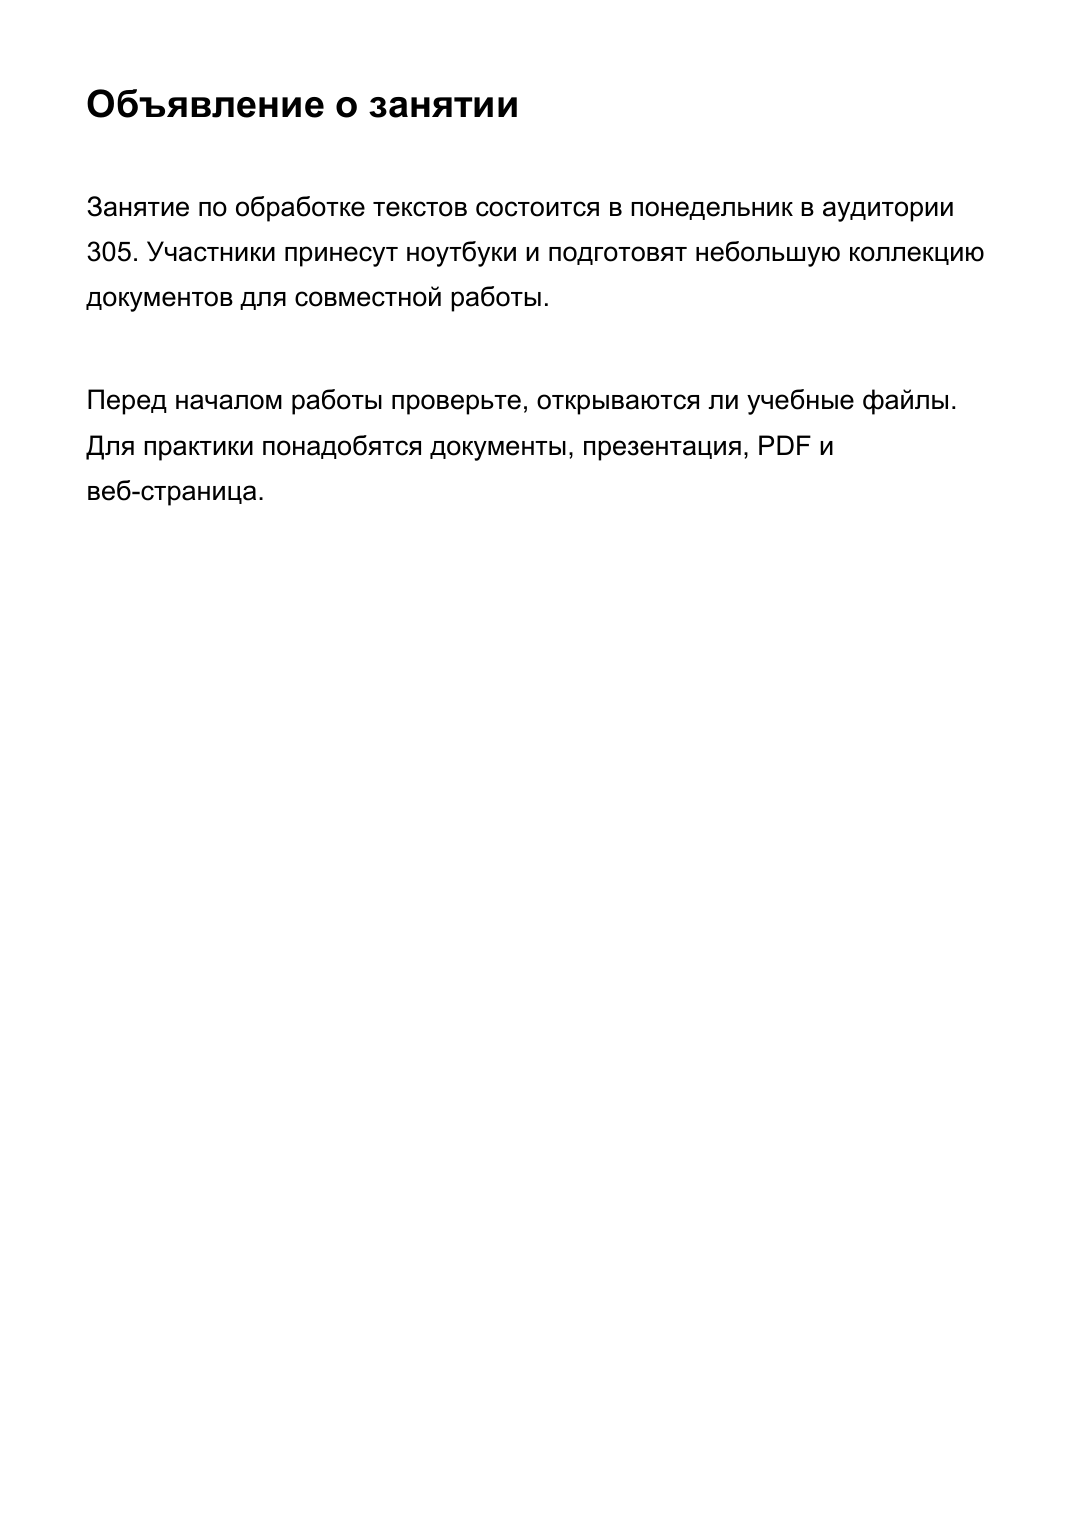 Объявление о занятии
Занятие по обработке текстов состоится в понедельник в аудитории
305. Участники принесут ноутбуки и подготовят небольшую коллекцию
документов для совместной работы.
Перед началом работы проверьте, открываются ли учебные файлы.
Для практики понадобятся документы, презентация, PDF и
веб-страница.